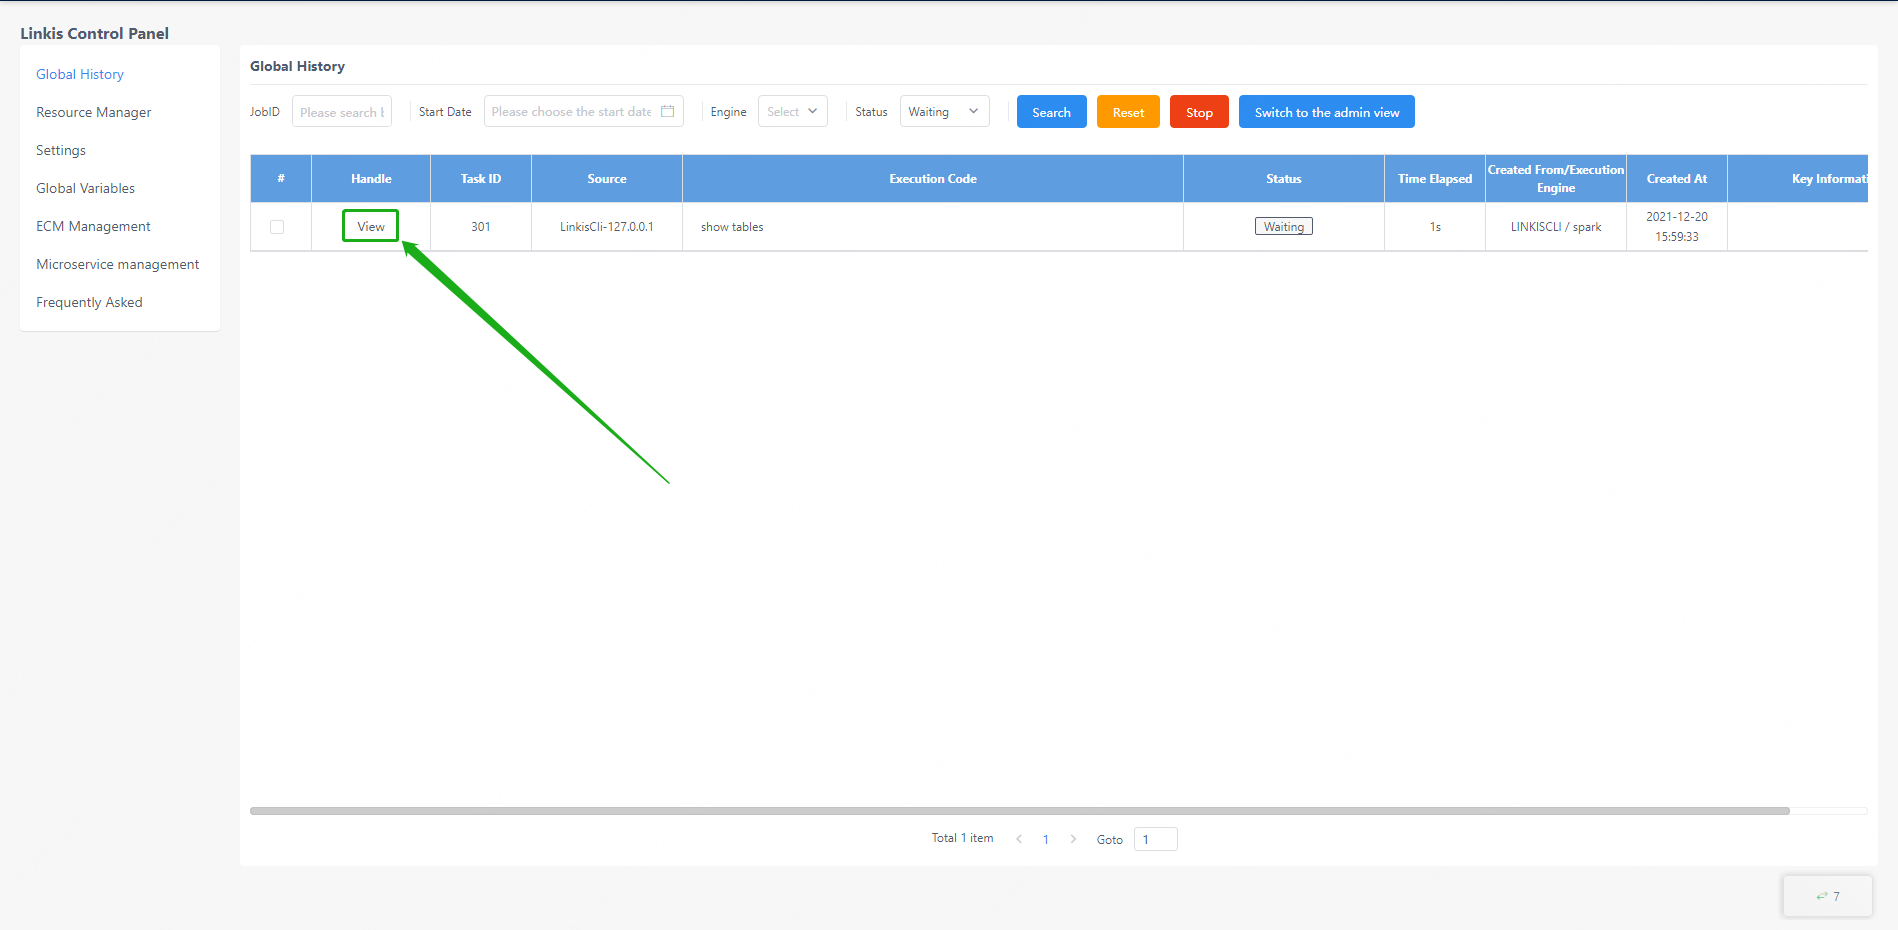 Linkis Control Panel
Global History
Resource Manager
Settings
Global Variables
ECM Management
Microservice management
Frequently Asked
Global History
JobID Please search b Start Date Please choose the start date Engine Select Status Waiting Search Reset Stop Switch to the admin view
# Handle Task ID Source Execution Code Status Time Elapsed Created From/Execution Engine Created At Key Informati
View 301 LinkisCli-127.0.0.1 show tables Waiting 1s LINKISCLI / spark 2021-12-20 15:59:33
Total 1 item < 1 > Goto 1
7